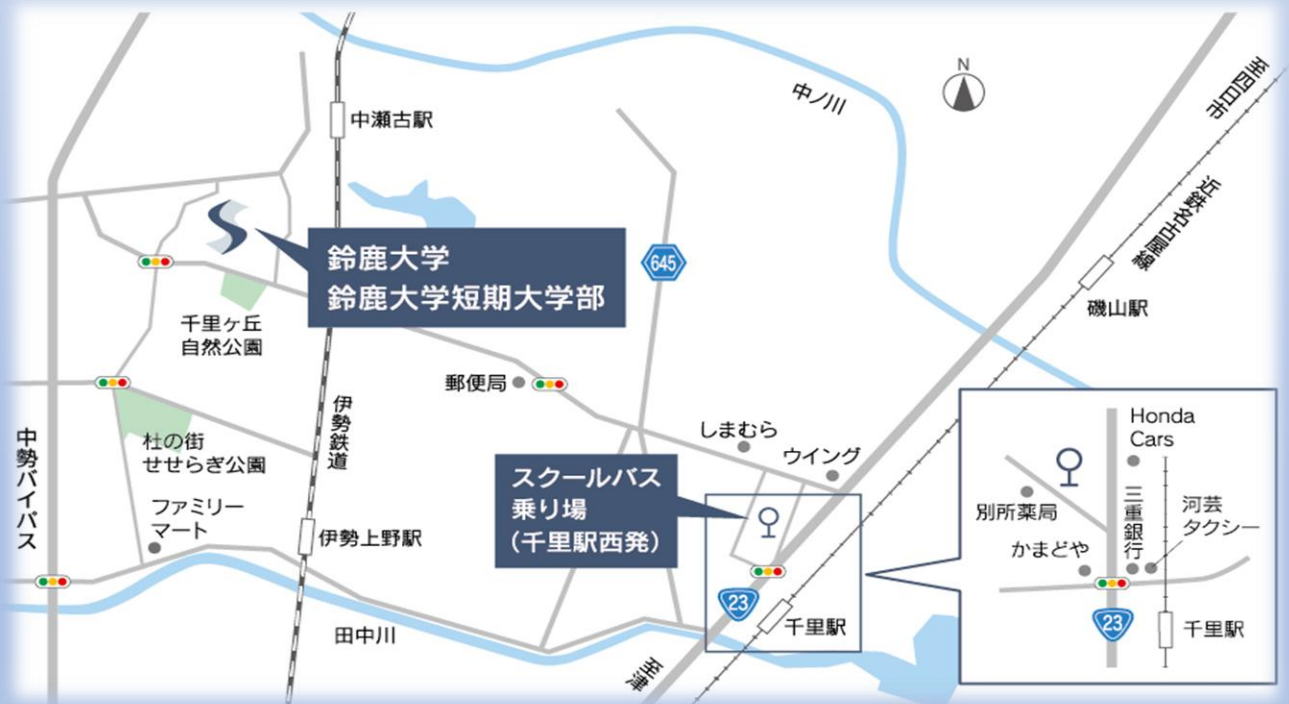 中瀬古駅
中ノ川
N
至四日市
近鉄名古屋線
磯山駅
鈴鹿大学
鈴鹿大学短期大学部
645
千里ヶ丘
自然公園
郵便局
伊勢鉄道
しまむら
ウイング
杜の街
せせらぎ公園
中勢バイパス
ファミリー
マート
伊勢上野駅
スクールバス
乗り場
(千里駅西発)
23
千里駅
田中川
至津
Honda
Cars
別所薬局
三重銀行
河芸
タクシー
かまどや
23
千里駅